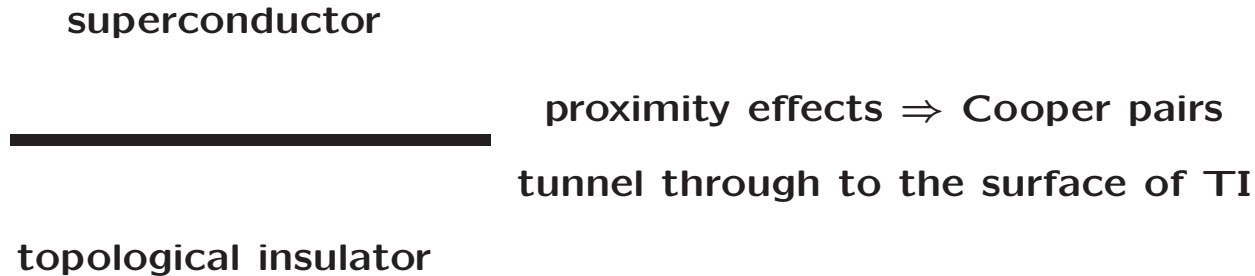 superconductor
proximity effects ⇒ Cooper pairs
tunnel through to the surface of TI
topological insulator